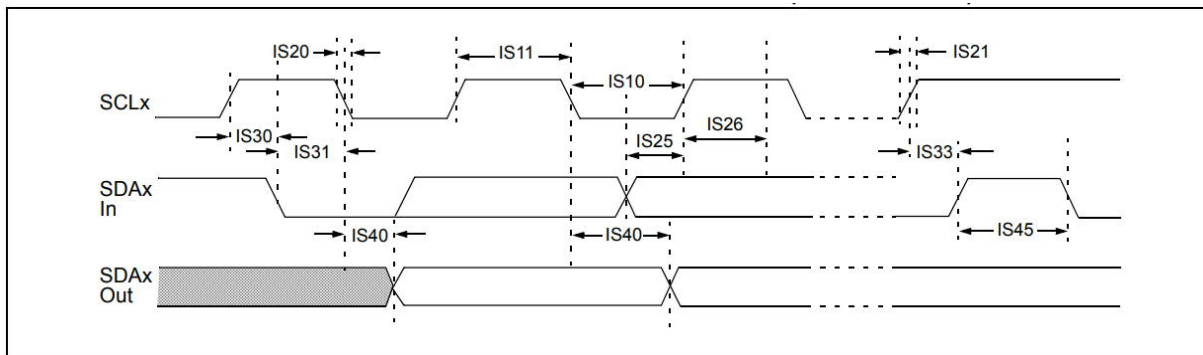 IS20
IS11
IS10
IS21
SCLx
IS30
IS31
IS25
IS26
IS33
SDAx
In
IS40
IS40
IS45
SDAx
Out